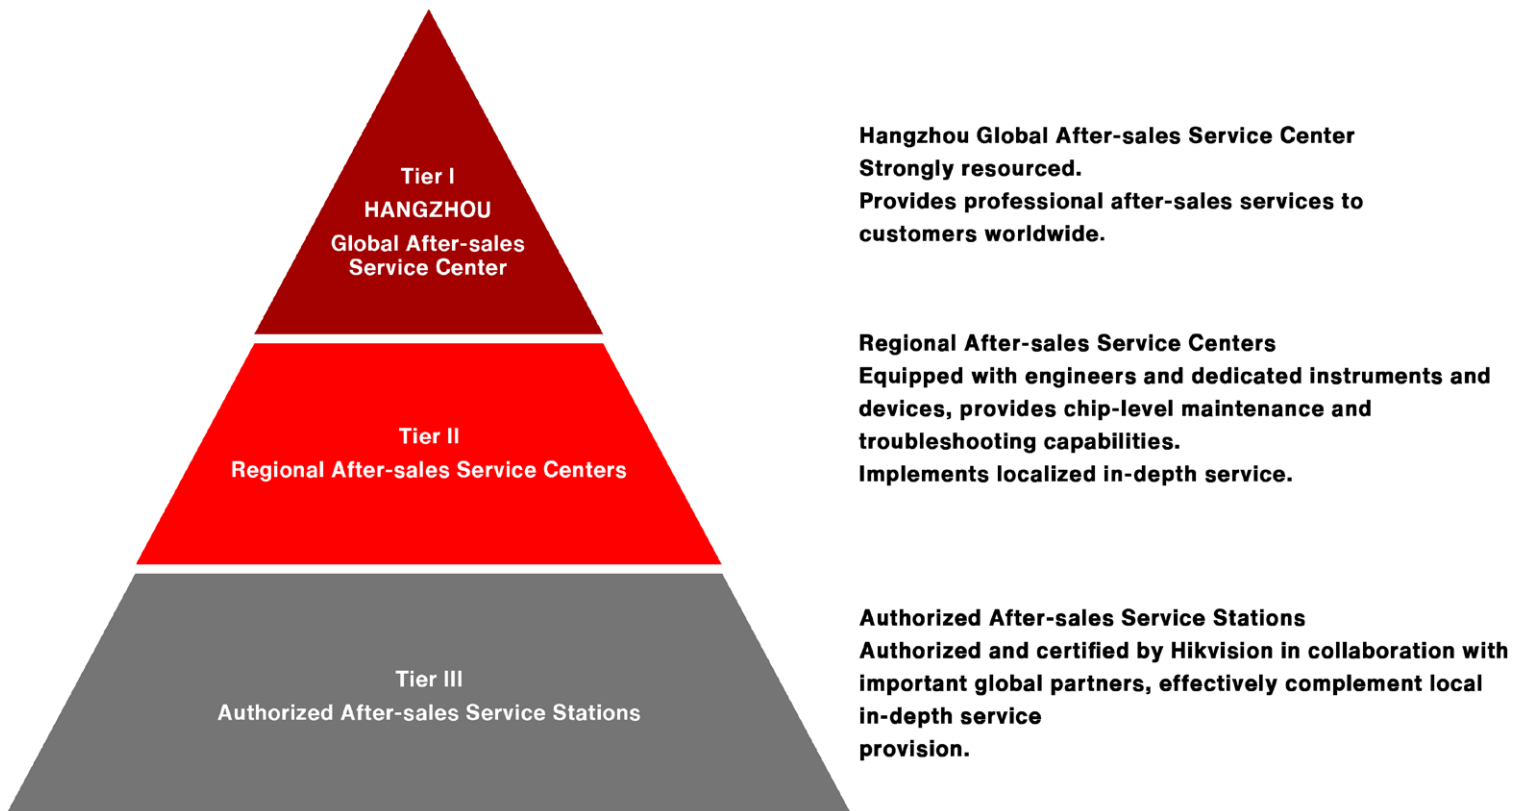 Tier I
HANGZHOU
Global After-sales
Service Center
Hangzhou Global After-sales Service Center
Strongly resourced.
Provides professional after-sales services to
customers worldwide.
Tier II
Regional After-sales Service Centers
Regional After-sales Service Centers
Equipped with engineers and dedicated instruments and
devices, provides chip-level maintenance and
troubleshooting capabilities.
Implements localized in-depth service.
Tier III
Authorized After-sales Service Stations
Authorized After-sales Service Stations
Authorized and certified by Hikvision in collaboration with
important global partners, effectively complement local
in-depth service
provision.